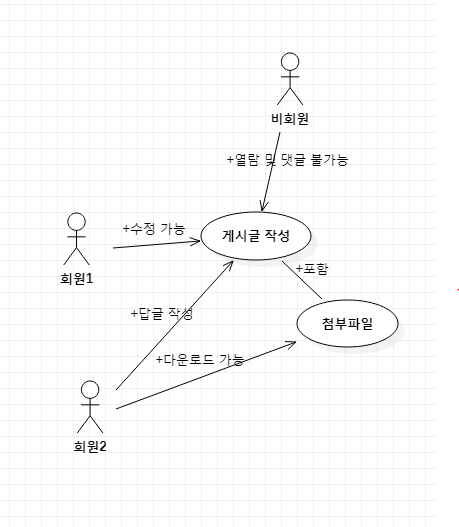 비회원
+열람 및 댓글 불가능
+수정 가능
게시글 작성
회원1
+포함
+답글 작성
첨부파일
+다운로드 가능
회원2